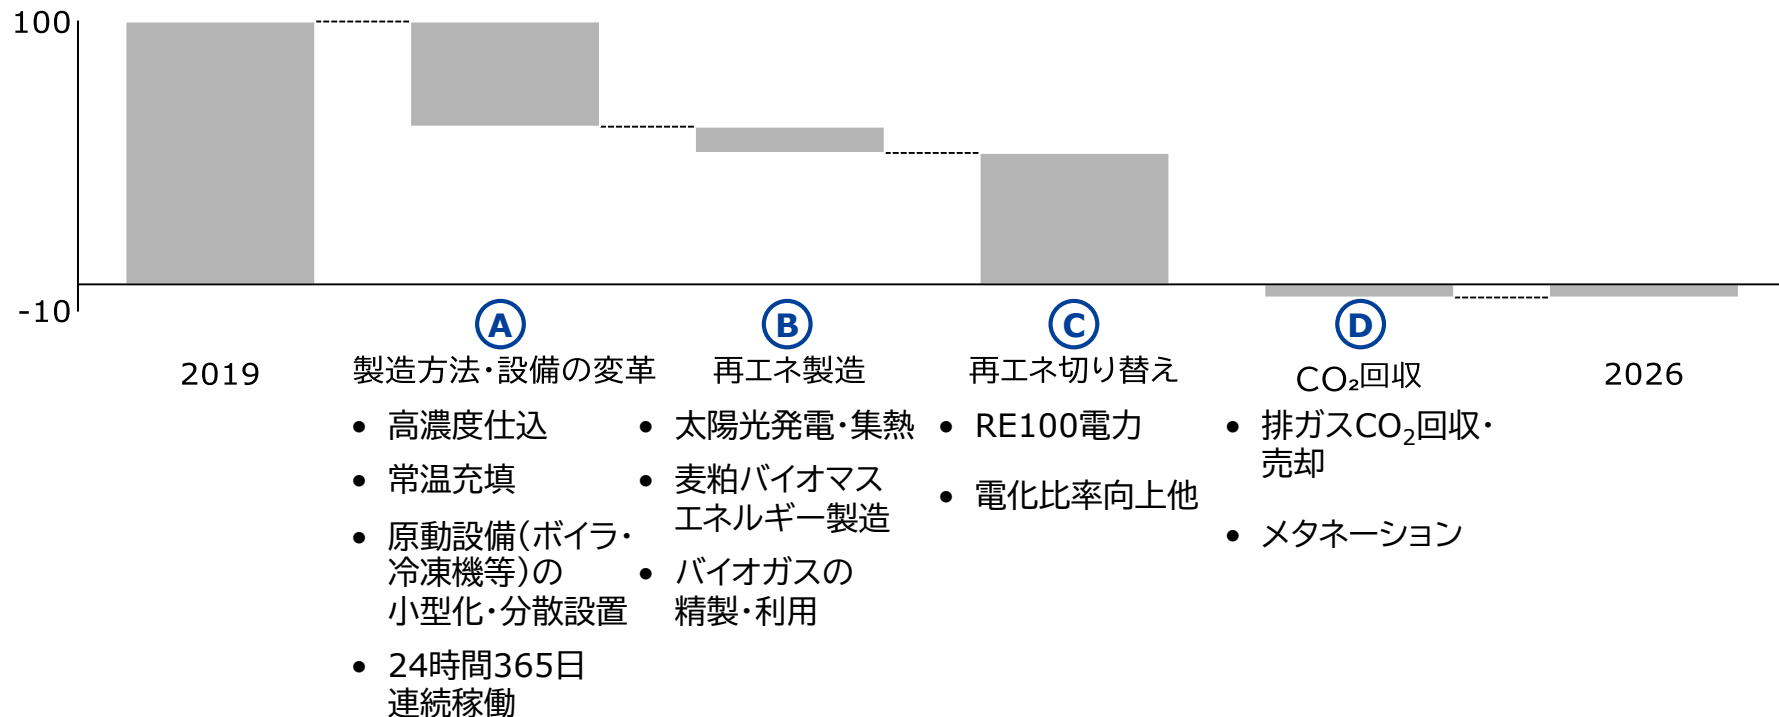 100
-10
2019
A
製造方法・設備の変革
• 高濃度仕込
• 常温充填
• 原動設備(ボイラ・
冷凍機等)の
小型化・分散設置
• 24時間365日
連続稼働
B
再エネ製造
• 太陽光発電・集熱
• 麦粕バイオマス
エネルギー製造
• バイオガスの
精製・利用
C
再エネ切り替え
• RE100電力
• 電化比率向上他
D
CO₂回収
• 排ガスCO₂回収・
売却
• メタネーション
2026